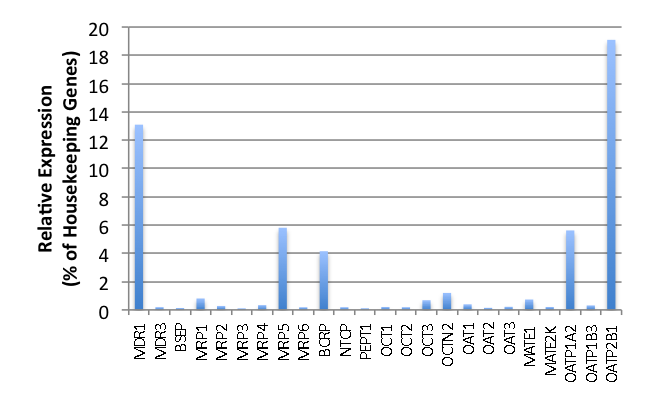 Relative Expression
(% of Housekeeping Genes)
20
18
16
14
12
10
8
6
4
2
0
MDR1
MDR3
BSEP
MRP1
MRP2
MRP3
MRP4
MRP5
MRP6
BCRP
NTCP
PEPT1
OCT1
OCT2
OCT3
OCTN2
OAT1
OAT2
OAT3
MATE1
MATE2K
OATP1A2
OATP1B3
OATP2B1